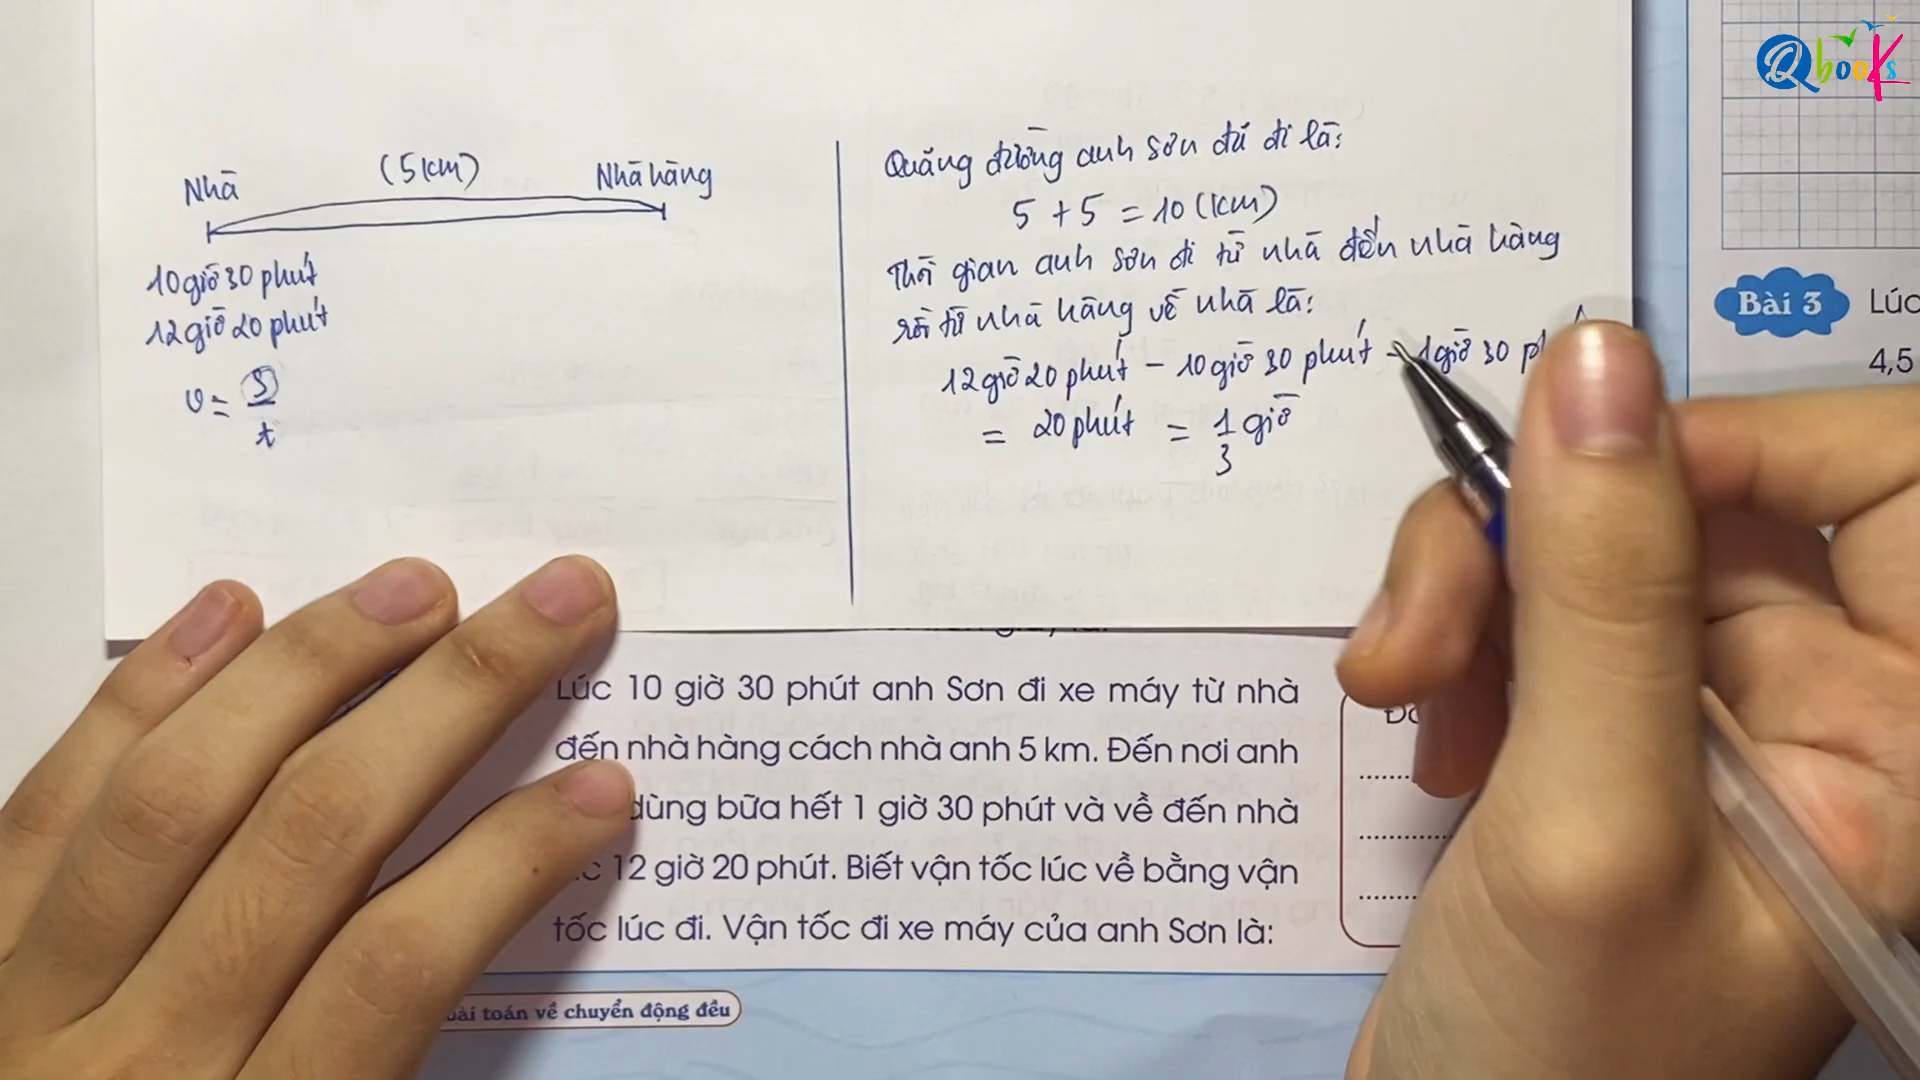 Qbooks
Nhà (5km) Nhà hàng
10 giờ 30 phút
12 giờ 20 phút
v = s/t
Quãng đường anh Sơn đã đi là:
5 + 5 = 10 (km)
Thời gian anh Sơn đi từ nhà đến nhà hàng
rồi từ nhà hàng về nhà là:
12 giờ 20 phút - 10 giờ 30 phút - 1 giờ 30
= 20 phút = 1/3 giờ
Bài 3 Lúc
4,5
Lúc 10 giờ 30 phút anh Sơn đi xe máy từ nhà
đến nhà hàng cách nhà anh 5 km. Đến nơi anh
dùng bữa hết 1 giờ 30 phút và về đến nhà
12 giờ 20 phút. Biết vận tốc lúc về bằng vận
tốc lúc đi. Vận tốc đi xe máy của anh Sơn là:
bài toán về chuyển động đều